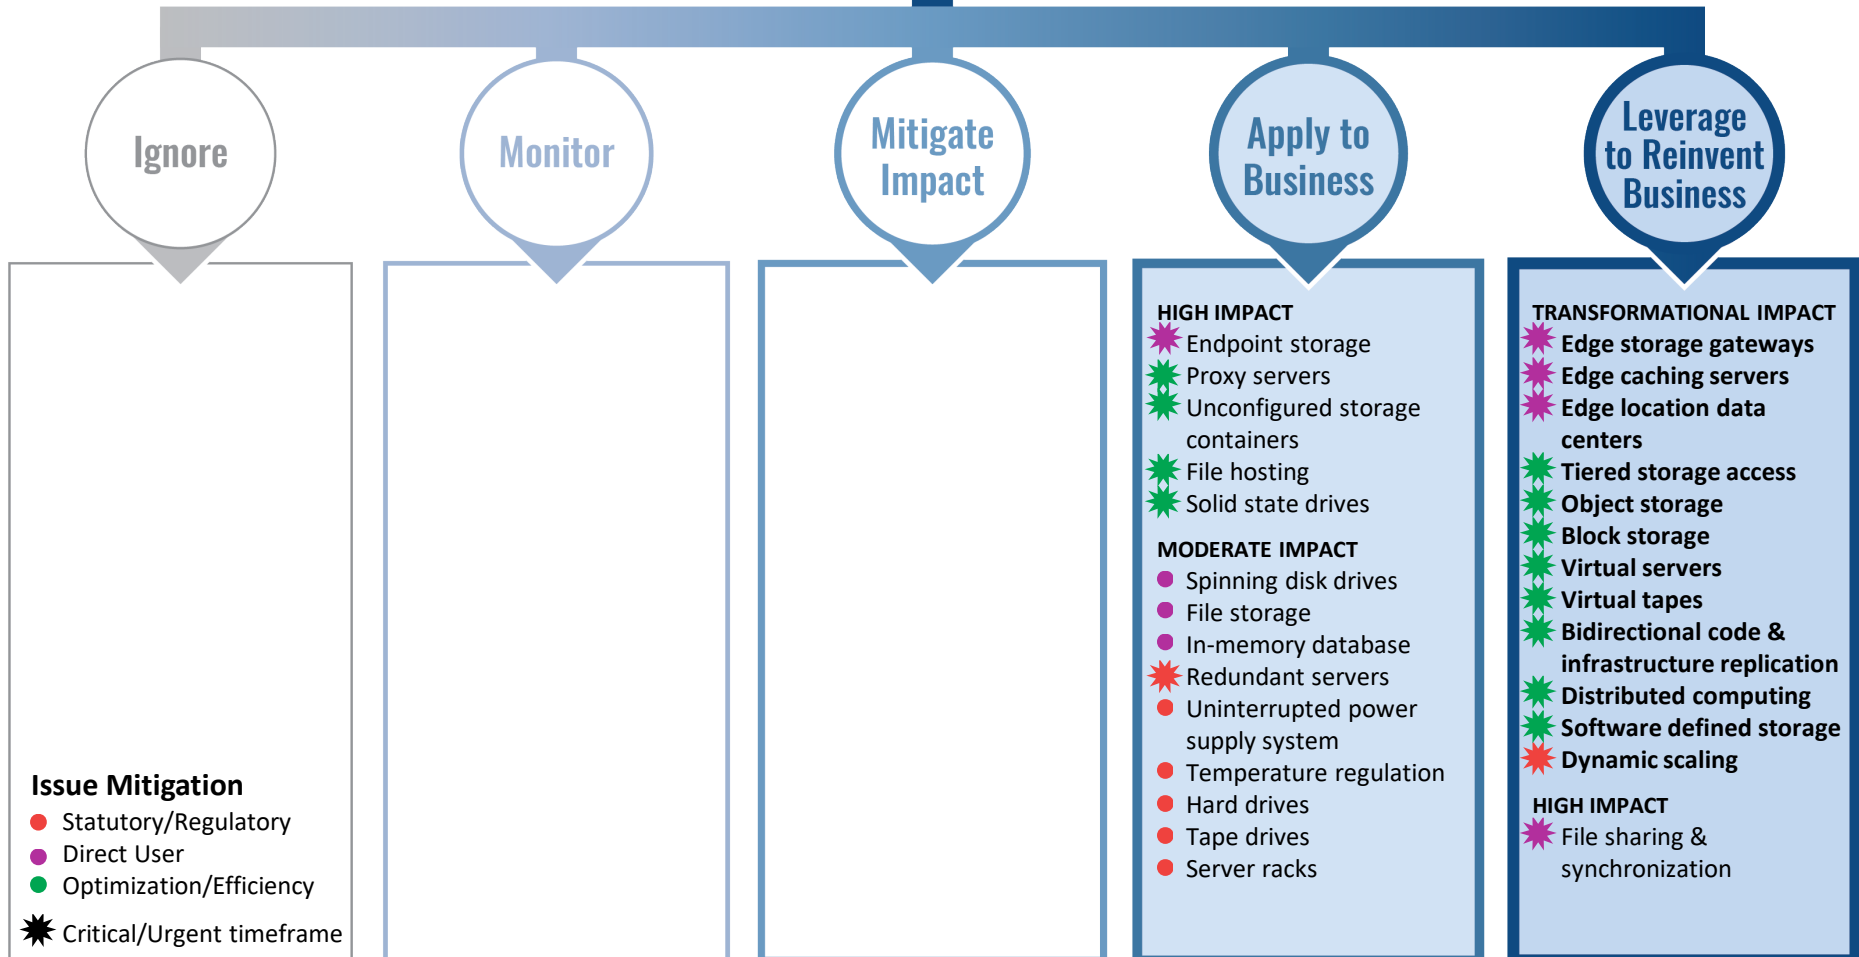 Ignore
Monitor
Mitigate
Impact
Apply to
Business
Leverage
to Reinvent
Business
Issue Mitigation
Statutory/Regulatory
Direct User
Optimization/Efficiency
Critical/Urgent timeframe
HIGH IMPACT
Endpoint storage
Proxy servers
Unconfigured storage
containers
File hosting
Solid state drives
MODERATE IMPACT
Spinning disk drives
File storage
In-memory database
Redundant servers
Uninterrupted power
supply system
Temperature regulation
Hard drives
Tape drives
Server racks
TRANSFORMATIONAL IMPACT
Edge storage gateways
Edge caching servers
Edge location data
centers
Tiered storage access
Object storage
Block storage
Virtual servers
Virtual tapes
Bidirectional code &
infrastructure replication
Distributed computing
Software defined storage
Dynamic scaling
HIGH IMPACT
File sharing &
synchronization